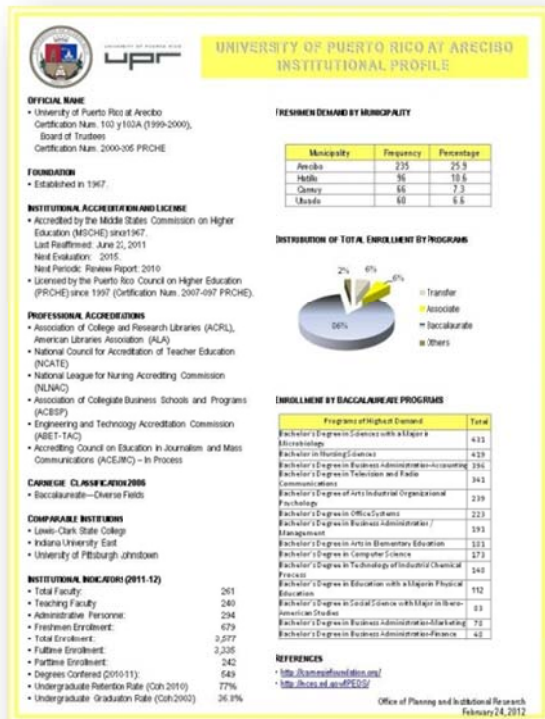 UNIVERSITY OF PUERTO RICO
upr
UNIVERSITY OF PUERTO RICO AT ARECIBO
INSTITUTIONAL PROFILE
OFFICIAL NAME
• University of Puerto Rico at Arecibo
Certification Num. 103 y 103A (1999-2000),
Board of Trustees
Certification Num. 2000-305 PRCHE
FOUNDATION
• Established in 1967.
INSTITUTIONAL ACCREDITATION AND LICENSE
• Accredited by the Middle States Commission on Higher
Education (MSCHE) since 1967.
Last Reaffirmed: June 23, 2011
Next Evaluation: 2015.
Next Periodic Review Report: 2010
• Licensed by the Puerto Rico Council on Higher Education
(PRCHE) since 1997 (Certification Num. 2007-097 PRCHE).
PROFESSIONAL ACCREDITATIONS
• Association of College and Research Libraries (ACRL),
American Libraries Association (ALA)
• National Council for Accreditation of Teacher Education
(NCATE)
• National League for Nursing Accrediting Commission
(NLNAC)
• Association of Collegiate Business Schools and Programs
(ACBSP)
• Engineering and Technology Accreditation Commission
(ABET-TAC)
• Accrediting Council on Education in Journalism and Mass
Communications (ACEJMC) – In Process
CARNEGIE CLASSIFICATION 2006
• Baccalaureate—Diverse Fields
COMPARABLE INSTITUTIONS
• Lewis-Clark State College
• Indiana University East
• University of Pittsburgh Johnstown
INSTITUTIONAL INDICATORS (2011-12)
• Total Faculty: 261
• Teaching Faculty 240
• Administrative Personnel: 294
• Freshmen Enrollment: 679
• Total Enrollment: 3,577
• Fulltime Enrollment: 3,335
• Parttime Enrollment: 242
• Degrees Conferred (2010-11): 549
• Undergraduate Retention Rate (Coh 2010) 77%
• Undergraduate Graduation Rate (Coh 2002)
FRESHMEN DEMAND BY MUNICIPALITY
Municipality Frequency Percentage
Arecibo 235 25.9
Hatillo 96 10.6
Camuy 66 7.3
Utuado 60 6.6
DISTRIBUTION OF TOTAL ENROLLMENT BY PROGRAMS
2% 6%
6%
Transfer
Associate
Baccalaurate
Others
ENROLLMENT BY BACCALAUREATE PROGRAMS
Programs of Highest Demand Total
Bachelor's Degree in Sciences with a Major in
Microbiology 431
Bachelor in Nursing Sciences 419
Bachelor's Degree in Business Administration-Accounting 396
Bachelor's Degree in Television and Radio
Communications 341
Bachelor's Degree of Arts Industrial Organizational
Psychology 239
Bachelor's Degree in Office Systems 223
Bachelor's Degree in Business Administration /
Management 191
Bachelor's Degree in Arts in Elementary Education 181
Bachelor's Degree in Computer Science 173
Bachelor's Degree in Technology of Industrial Chemical
Process
Bachelor's Degree in Education with a Major in Physical
Education 112
Bachelor's Degree in Social Science with Major in Ibero-
American Studies 83
Bachelor's Degree in Business Administration-Marketing
Bachelor's Degree in Business Administration-Finance
REFERENCES
• http://carnegiefoundation.org/
• http://nces.ed.gov/IPEDS/
Office of Planning and Institutional Research
February 24, 2012